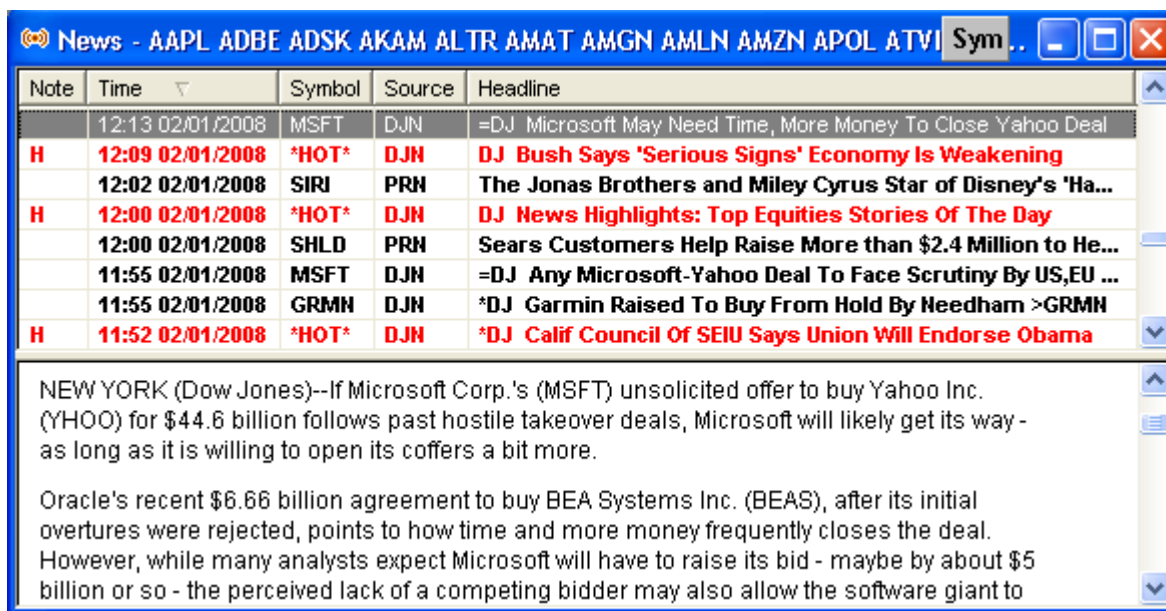 News - AAPL ADBE ADSK AKAM ALTR AMAT AMGN AMLN AMZN APOL ATVI Sym ..
Note Time Symbol Source Headline
12:13 02/01/2008 MSFT DJN =DJ Microsoft May Need Time, More Money To Close Yahoo Deal
H 12:09 02/01/2008 *HOT* DJN DJ Bush Says 'Serious Signs' Economy Is Weakening
12:02 02/01/2008 SIRI PRN The Jonas Brothers and Miley Cyrus Star of Disney's 'Ha...
H 12:00 02/01/2008 *HOT* DJN DJ News Highlights: Top Equities Stories Of The Day
12:00 02/01/2008 SHLD PRN Sears Customers Help Raise More than $2.4 Million to He...
11:55 02/01/2008 MSFT DJN =DJ Any Microsoft-Yahoo Deal To Face Scrutiny By US,EU ...
11:55 02/01/2008 GRMN DJN *DJ Garmin Raised To Buy From Hold By Needham >GRMN
H 11:52 02/01/2008 *HOT* DJN *DJ Calif Council Of SEIU Says Union Will Endorse Obama
NEW YORK (Dow Jones)--If Microsoft Corp.'s (MSFT) unsolicited offer to buy Yahoo Inc.
(YHOO) for $44.6 billion follows past hostile takeover deals, Microsoft will likely get its way -
as long as it is willing to open its coffers a bit more.
Oracle's recent $6.66 billion agreement to buy BEA Systems Inc. (BEAS), after its initial
overtures were rejected, points to how time and more money frequently closes the deal.
However, while many analysts expect Microsoft will have to raise its bid - maybe by about $5
billion or so - the perceived lack of a competing bidder may also allow the software giant to